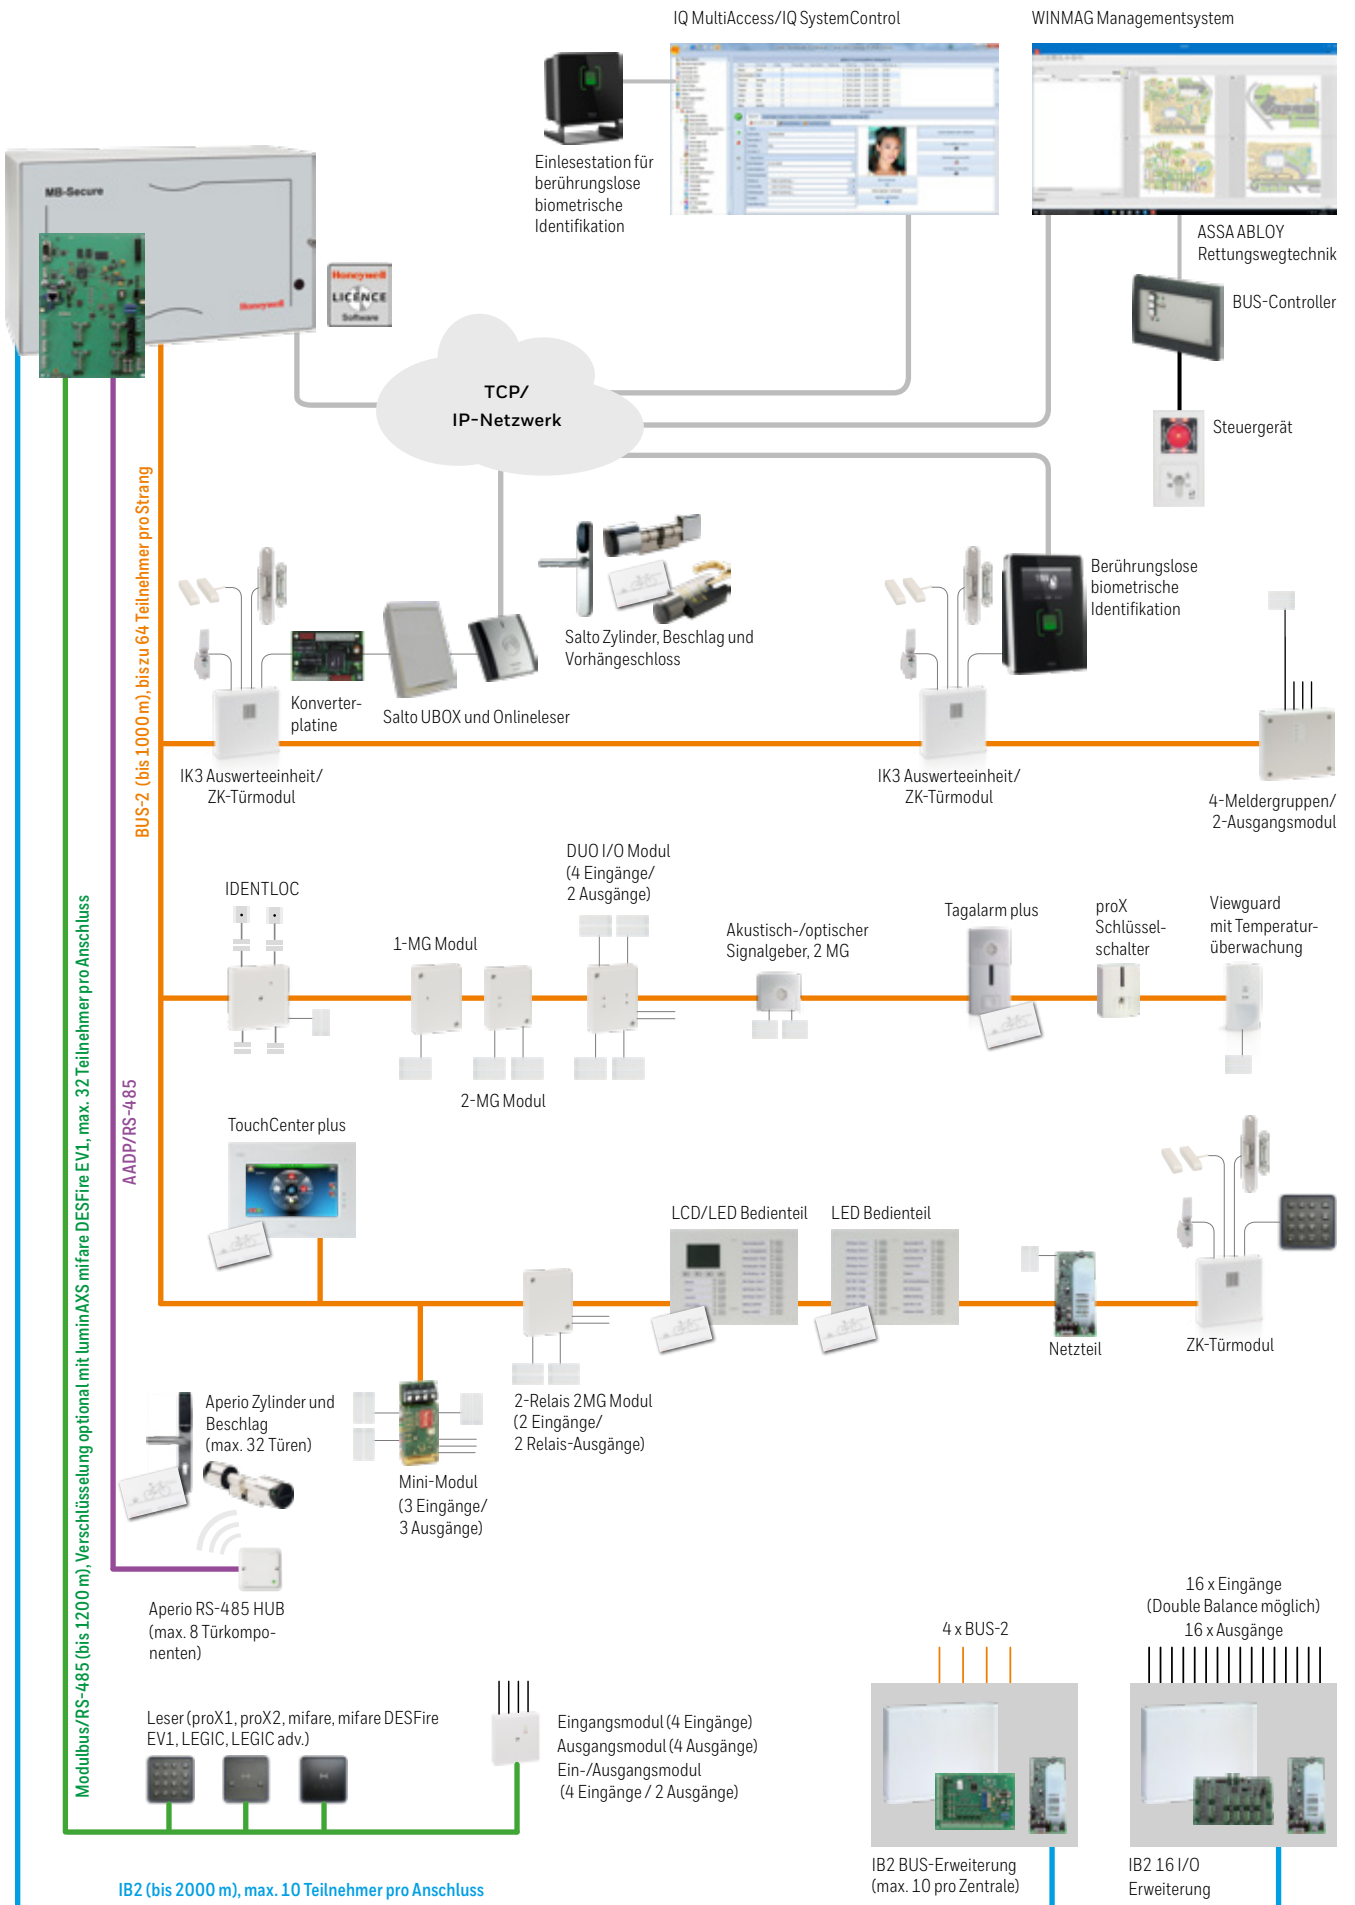 IQ MultiAccess/IQ SystemControl
WINMAG Managementsystem
Einlesestation für
berührungslose
biometrische
Identifikation
MB-Secure
Honeywell
Honeywell
LICENCE
Software
ASSA ABLOY
Rettungswegtechnik
BUS-Controller
Steuergerät
TCP/
IP-Netzwerk
BUS-2 (bis 1000 m), bis zu 64 Teilnehmer pro Strang
Salto Zylinder, Beschlag und
Vorhängeschloss
Berührungslose
biometrische
Identifikation
Konverter-
platine
Salto UBOX und Onlineleser
IK3 Auswerteeinheit/
ZK-Türmodul
IK3 Auswerteeinheit/
ZK-Türmodul
4-Meldergruppen/
2-Ausgangsmodul
IDENTLOC
1-MG Modul
2-MG Modul
DUO I/O Modul
(4 Eingänge/
2 Ausgänge)
Akustisch-/optischer
Signalgeber, 2 MG
Tagalarm plus
proX
Schlüssel-
schalter
Viewguard
mit Temperatur-
überwachung
AADP/RS-485
Modulbus/RS-485 (bis 1200 m), Verschlüsselung optional mit luminAXS mifare DESFire EV1, max. 32 Teilnehmer pro Anschluss
TouchCenter plus
LCD/LED Bedienteil
LED Bedienteil
Netzteil
ZK-Türmodul
Aperio Zylinder und
Beschlag
(max. 32 Türen)
Mini-Modul
(3 Eingänge/
3 Ausgänge)
2-Relais 2MG Modul
(2 Eingänge/
2 Relais-Ausgänge)
Aperio RS-485 HUB
(max. 8 Türkompo-
nenten)
Leser (proX1, proX2, mifare, mifare DESFire
EV1, LEGIC, LEGIC adv.)
Eingangsmodul (4 Eingänge)
Ausgangsmodul (4 Ausgänge)
Ein-/Ausgangsmodul
(4 Eingänge / 2 Ausgänge)
4 x BUS-2
16 x Eingänge
(Double Balance möglich)
16 x Ausgänge
IB2 BUS-Erweiterung
(max. 10 pro Zentrale)
IB2 16 I/O
Erweiterung
IB2 (bis 2000 m), max. 10 Teilnehmer pro Anschluss